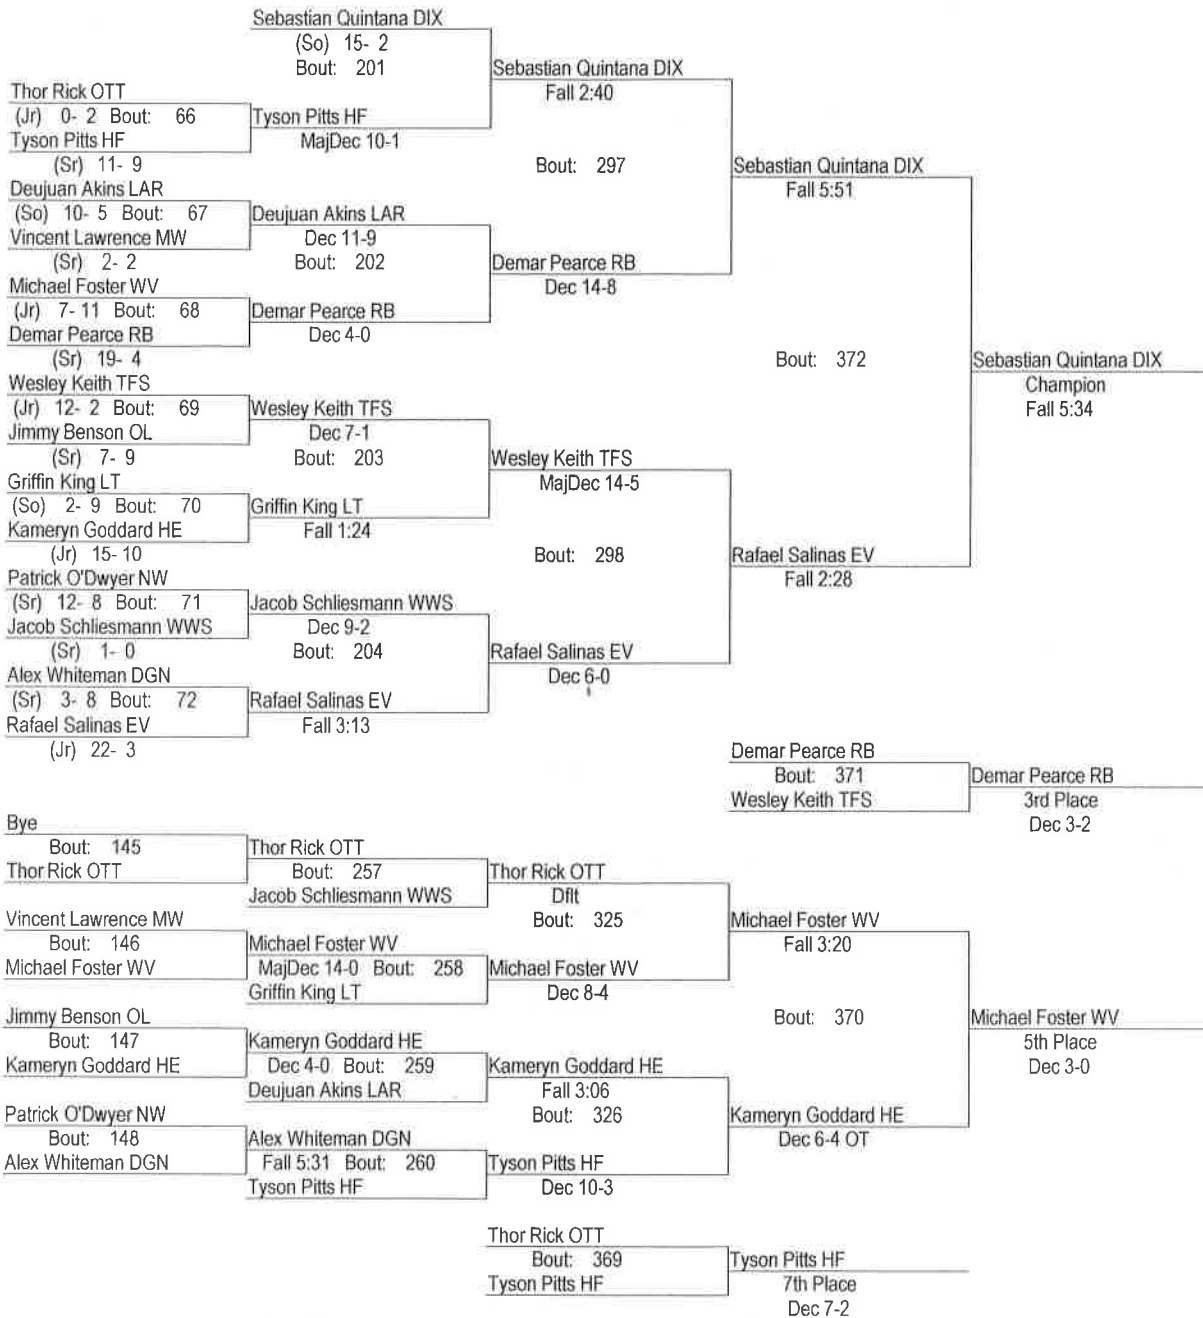 Sebastian Quintana DIX
(So) 15- 2
Bout: 201
Sebastian Quintana DIX
Fall 2:40
Thor Rick OTT
(Jr) 0- 2 Bout: 66
Tyson Pitts HF
(Sr) 11- 9
Tyson Pitts HF
MajDec 10-1
Bout: 297
Sebastian Quintana DIX
Fall 5:51
Deujuan Akins LAR
(So) 10- 5 Bout: 67
Vincent Lawrence MW
(Sr) 2- 2
Deujuan Akins LAR
Dec 11-9
Bout: 202
Demar Pearce RB
Dec 14-8
Michael Foster WV
(Jr) 7- 11 Bout: 68
Demar Pearce RB
(Sr) 19- 4
Demar Pearce RB
Dec 4-0
Bout: 372
Sebastian Quintana DIX
Champion
Fall 5:34
Wesley Keith TFS
(Jr) 12- 2 Bout: 69
Jimmy Benson OL
(Sr) 7- 9
Wesley Keith TFS
Dec 7-1
Bout: 203
Wesley Keith TFS
MajDec 14-5
Griffin King LT
(So) 2- 9 Bout: 70
Kameryn Goddard HE
(Jr) 15- 10
Griffin King LT
Fall 1:24
Bout: 298
Rafael Salinas EV
Fall 2:28
Patrick O'Dwyer NW
(Sr) 12- 8 Bout: 71
Jacob Schliesmann WWS
(Sr) 1- 0
Jacob Schliesmann WWS
Dec 9-2
Bout: 204
Rafael Salinas EV
Dec 6-0
Alex Whiteman DGN
(Sr) 3- 8 Bout: 72
Rafael Salinas EV
(Jr) 22- 3
Rafael Salinas EV
Fall 3:13
Demar Pearce RB
Bout: 371
Wesley Keith TFS
Demar Pearce RB
3rd Place
Dec 3-2
Bye
Bout: 145
Thor Rick OTT
Thor Rick OTT
Bout: 257
Jacob Schliesmann WWS
Thor Rick OTT
Dflt
Bout: 325
Michael Foster WV
Fall 3:20
Vincent Lawrence MW
Bout: 146
Michael Foster WV
Michael Foster WV
MajDec 14-0 Bout: 258
Griffin King LT
Michael Foster WV
Dec 8-4
Bout: 370
Michael Foster WV
5th Place
Dec 3-0
Jimmy Benson OL
Bout: 147
Kameryn Goddard HE
Kameryn Goddard HE
Dec 4-0 Bout: 259
Deujuan Akins LAR
Kameryn Goddard HE
Fall 3:06
Bout: 326
Kameryn Goddard HE
Dec 6-4 OT
Patrick O'Dwyer NW
Bout: 148
Alex Whiteman DGN
Alex Whiteman DGN
Fall 5:31 Bout: 260
Tyson Pitts HF
Tyson Pitts HF
Dec 10-3
Thor Rick OTT
Bout: 369
Tyson Pitts HF
Tyson Pitts HF
7th Place
Dec 7-2